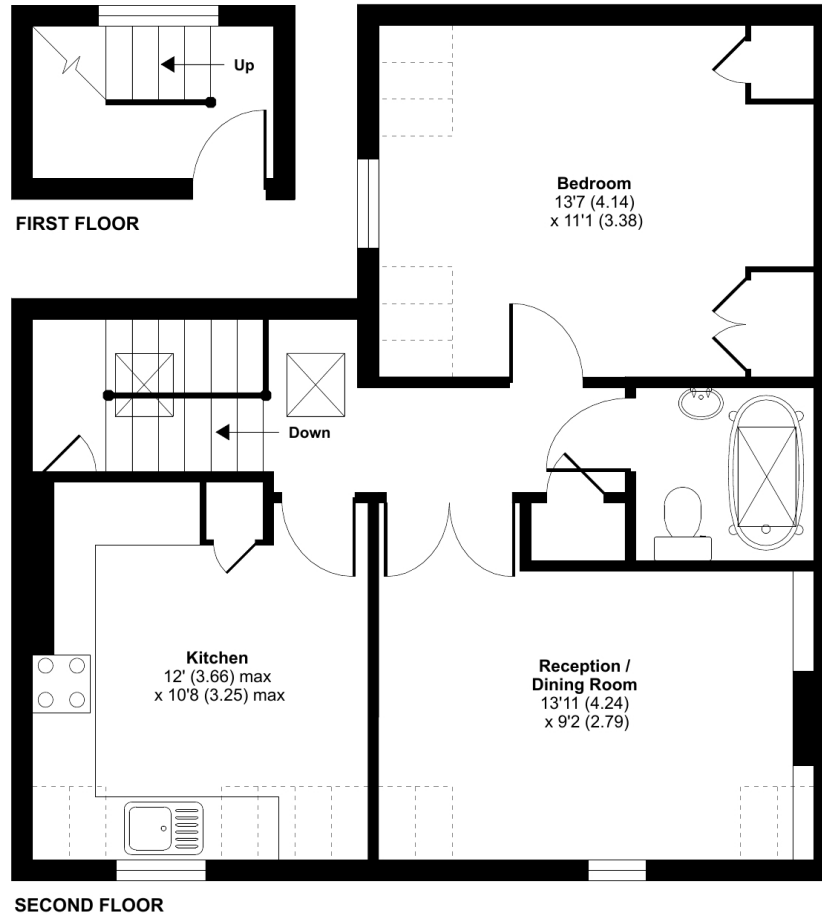 Up
FIRST FLOOR
Bedroom
13'7 (4.14)
x 11'1 (3.38)
Down
Kitchen
12' (3.66) max
x 10'8 (3.25) max
Reception /
Dining Room
13'11 (4.24)
x 9'2 (2.79)
SECOND FLOOR